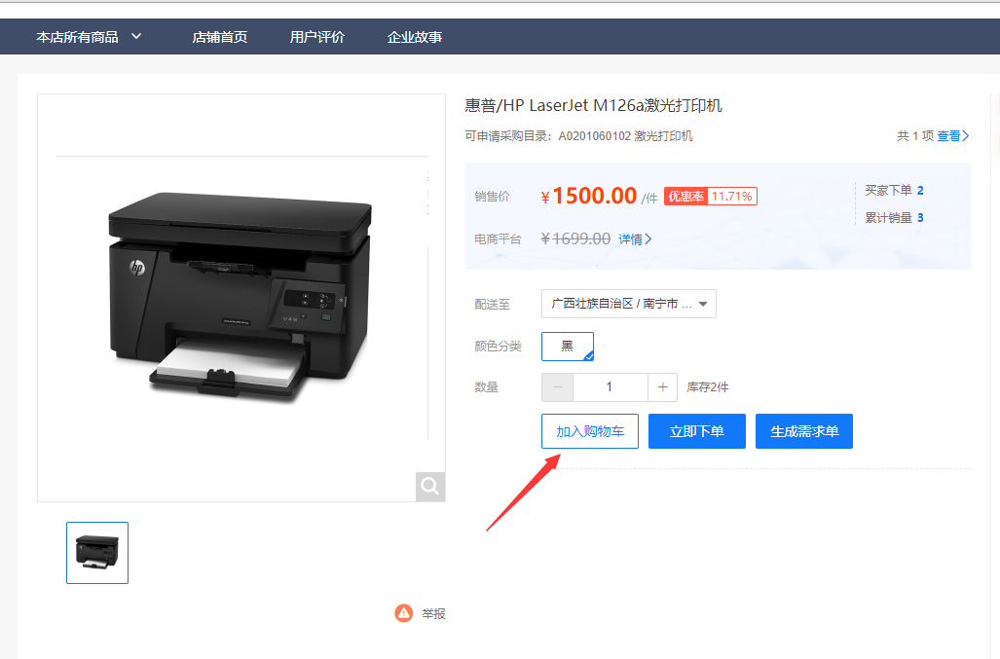 本店所有商品 店铺首页 用户评价 企业故事
惠普/HP LaserJet M126a激光打印机
可申请采购目录：A0201060102 激光打印机 共 1 项 查看
销售价 ¥1500.00 /件 优惠率 11.71% 买家下单 2
累计销量 3
电商平台 ¥1699.00 详情
配送至 广西壮族自治区 / 南宁市 ...
颜色分类 黑
数量 － 1 ＋ 库存2件
加入购物车 立即下单 生成需求单
hp
举报